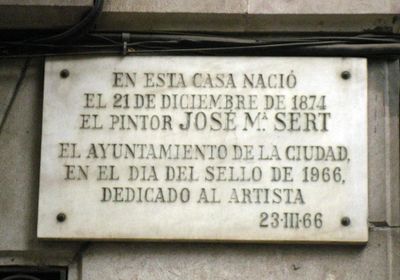 EN ESTA CASA NACIÓ
EL 21 DE DICIEMBRE DE 1874
EL PINTOR JOSÉ Mª SERT
EL AYUNTAMIENTO DE LA CIUDAD,
EN EL DIA DEL SELLO DE 1966,
DEDICADO AL ARTISTA
23-III-66